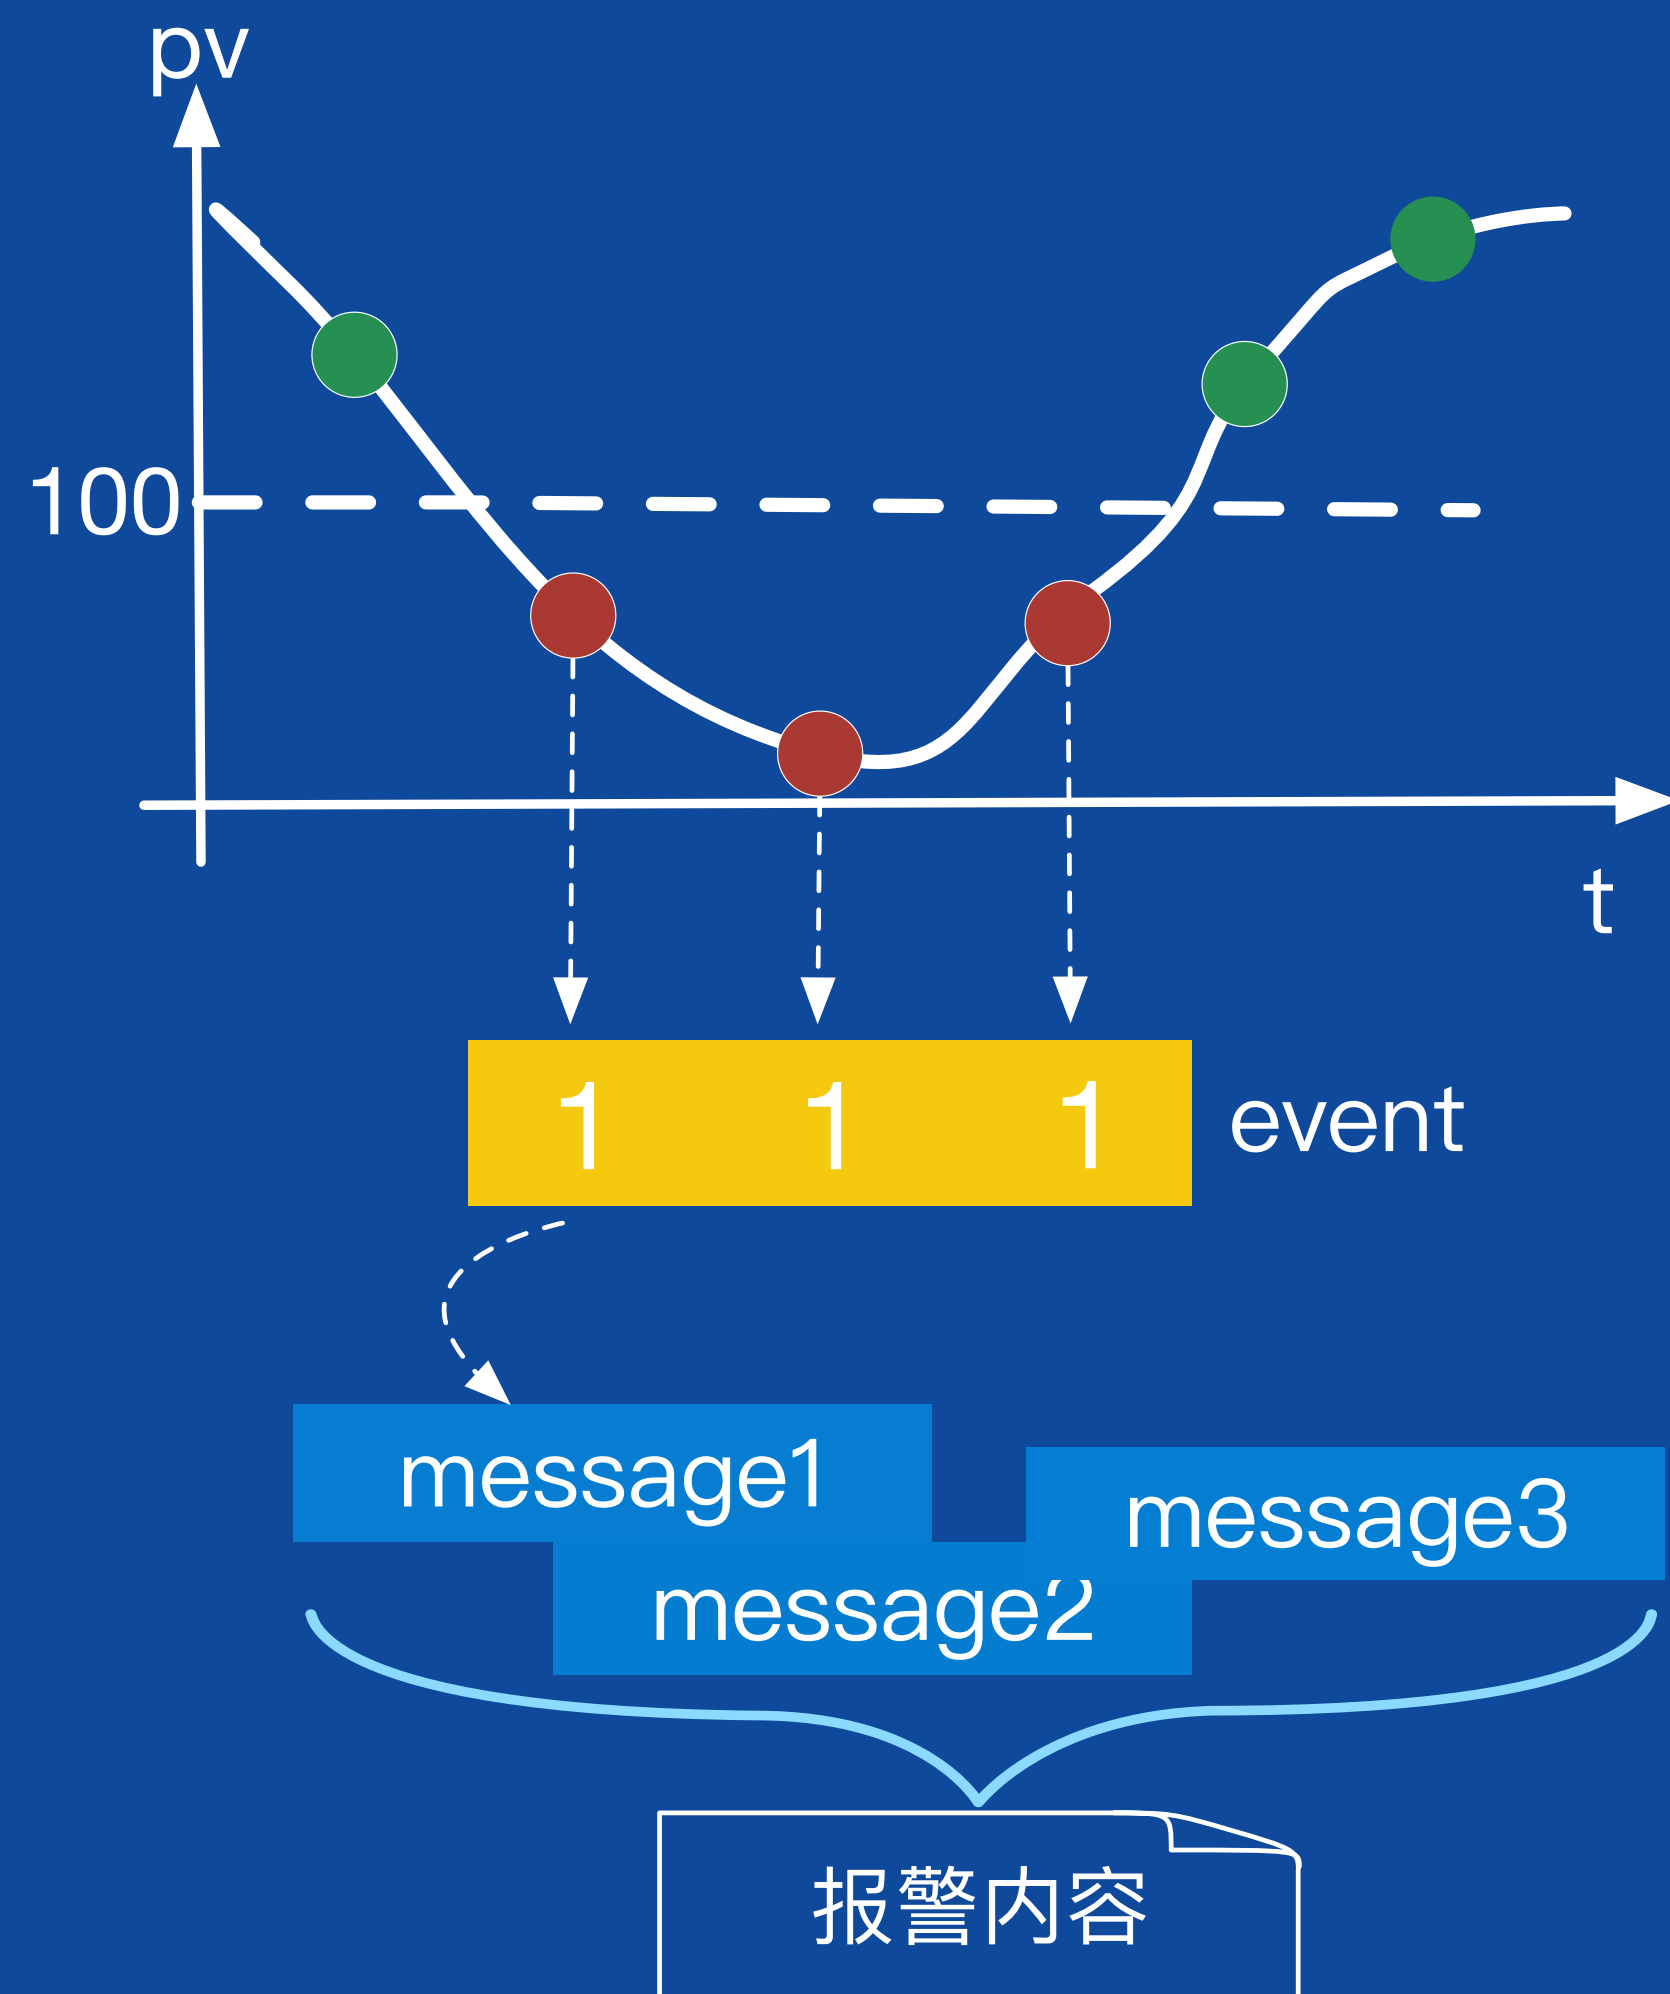 pv
100
t
1 1 1
event
message1
message3
message2
报警内容